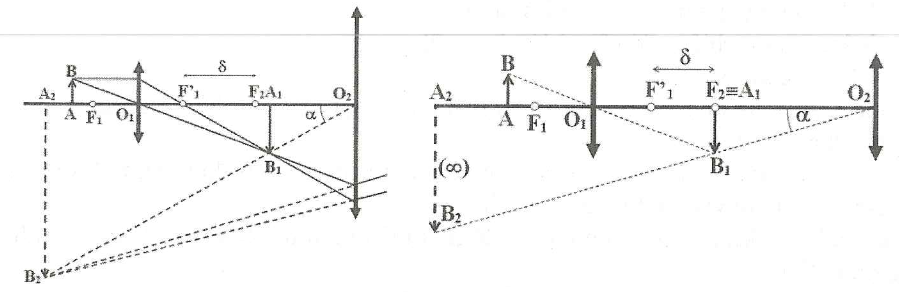 B δ
A₂ F'₁ F₂A₁ O₂
A F₁ O₁ α
B₁
B₂
B δ
A₂ F'₁ F₂≡A₁ O₂
A F₁ O₁ α
B₁
(∞)
B₂